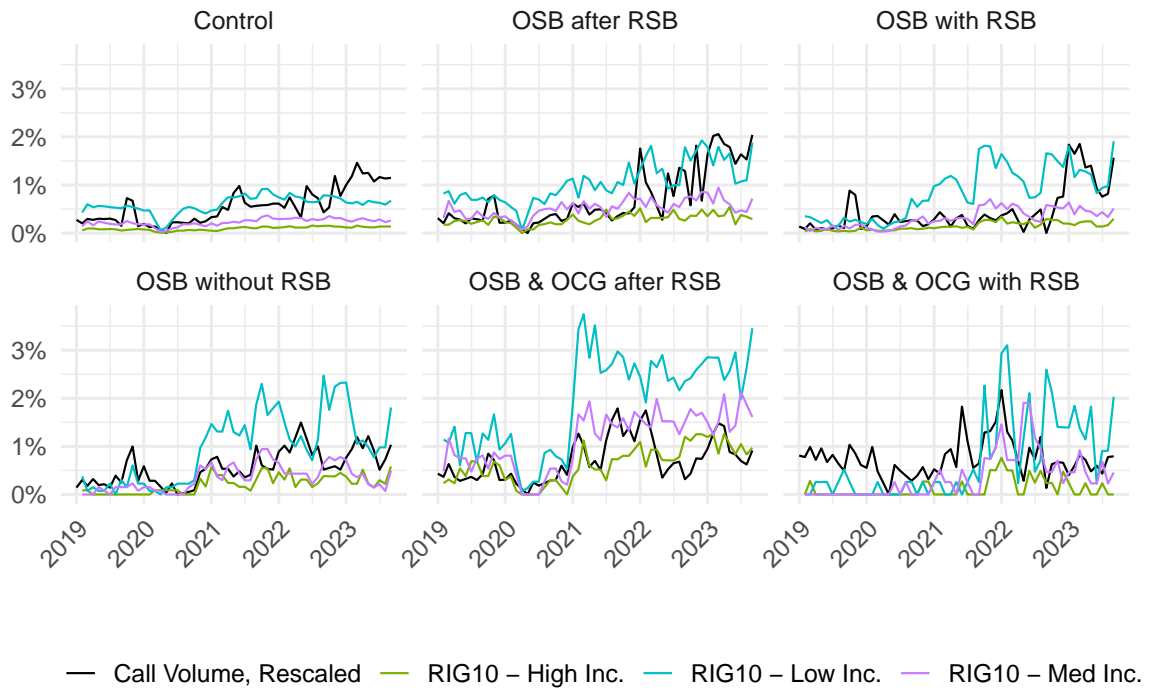 Control OSB after RSB OSB with RSB
3%
2%
1%
0%
OSB without RSB OSB & OCG after RSB OSB & OCG with RSB
3%
2%
1%
0%
2019 2020 2021 2022 2023 2019 2020 2021 2022 2023 2019 2020 2021 2022 2023
Call Volume, Rescaled RIG10 − High Inc. RIG10 − Low Inc. RIG10 − Med Inc.